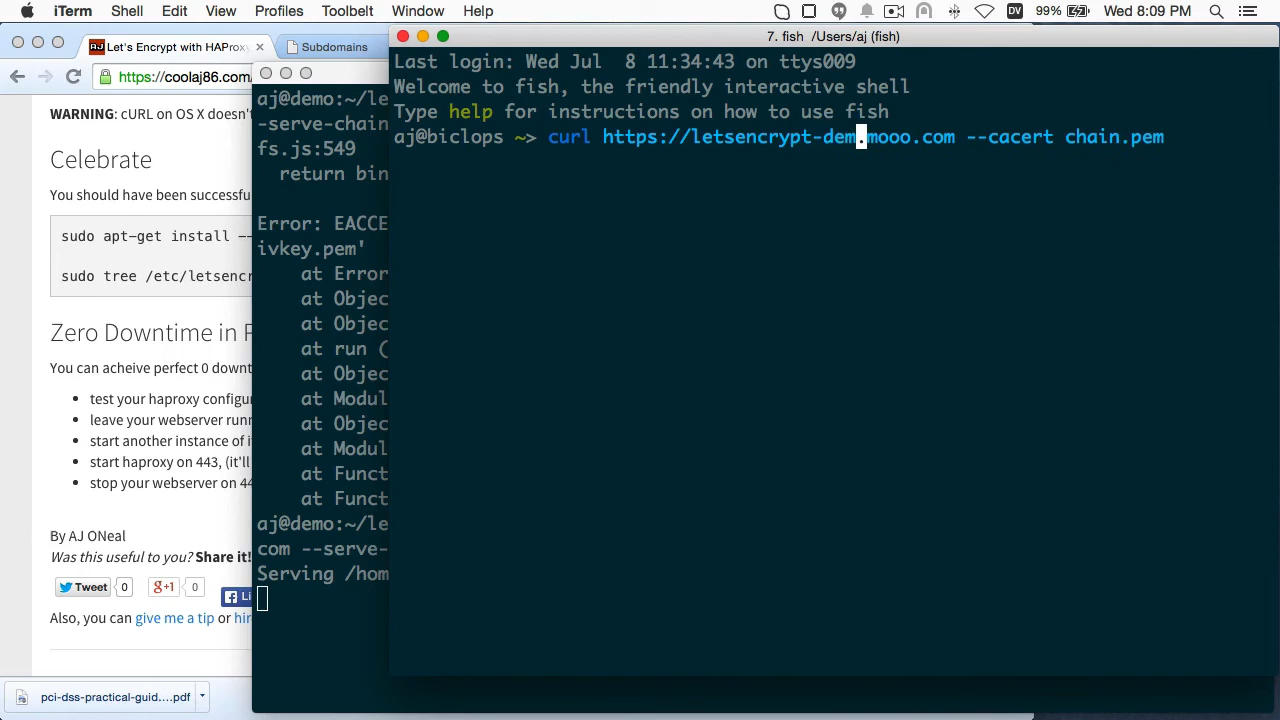 iTerm Shell Edit View Profiles Toolbelt Window Help DV 99% Wed 8:09 PM
AJ Let's Encrypt with HAProxy Subdomains
https://coolaj86.com/
WARNING: cURL on OS X doesn'
Celebrate
You should have been successfu
sudo apt-get install --
sudo tree /etc/letsencr
Zero Downtime in
You can acheive perfect 0 downt
test your haproxy configur
leave your webserver runn
start another instance of i
start haproxy on 443, (it'll
stop your webserver on 44
By AJ ONeal
Was this useful to you? Share it!
Tweet 0 g+1 0 Li
Also, you can give me a tip or hir
pci-dss-practical-guid....pdf
aj@demo:~/le
-serve-chain
fs.js:549
return bin
Error: EACCE
ivkey.pem'
at Error
at Objec
at Objec
at run (
at Objec
at Modul
at Objec
at Modul
at Funct
at Funct
aj@demo:~/le
com --serve-
Serving /hom
7. fish /Users/aj (fish)
Last login: Wed Jul  8 11:34:43 on ttys009
Welcome to fish, the friendly interactive shell
Type help for instructions on how to use fish
aj@biclops ~> curl https://letsencrypt-dem.mooo.com --cacert chain.pem